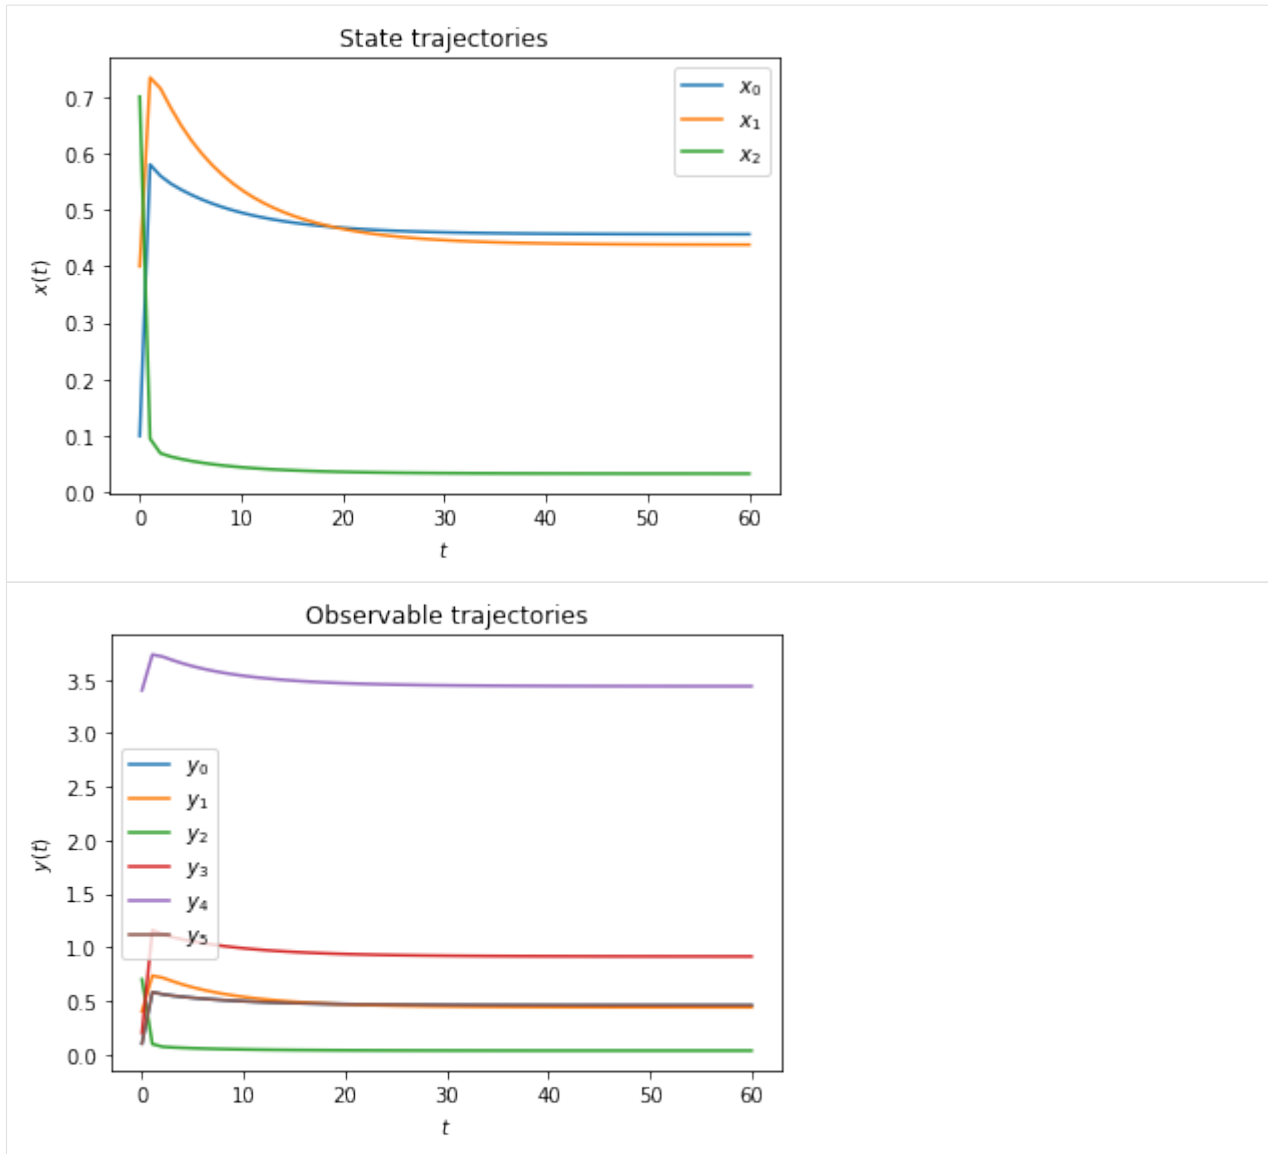 State trajectories
x(t)
0.7
0.6
0.5
0.4
0.3
0.2
0.1
0.0
x₀
x₁
x₂
0 10 20 30 40 50 60
t
Observable trajectories
y(t)
3.5
3.0
2.5
2.0
1.5
1.0
0.5
0.0
y₀
y₁
y₂
y₃
y₄
y₅
0 10 20 30 40 50 60
t